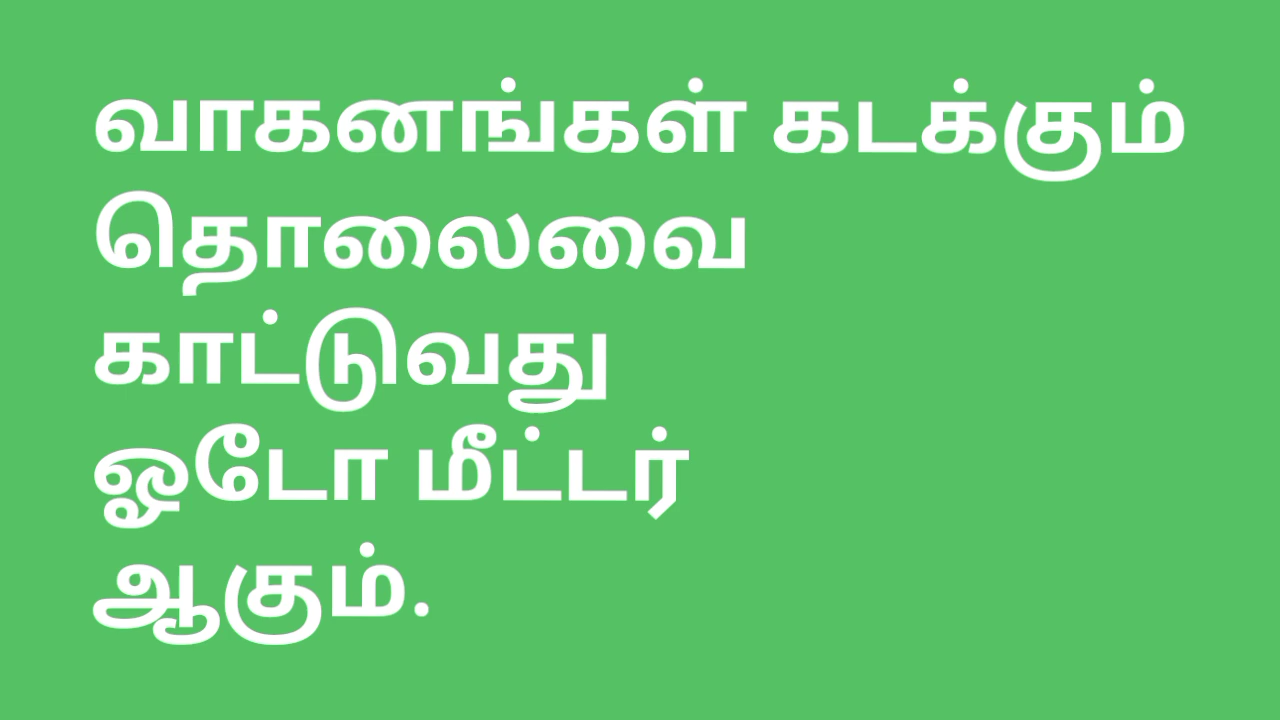 வாகனங்கள் கடக்கும்
தொலைவை
காட்டுவது
ஓடோ மீட்டர்
ஆகும்.